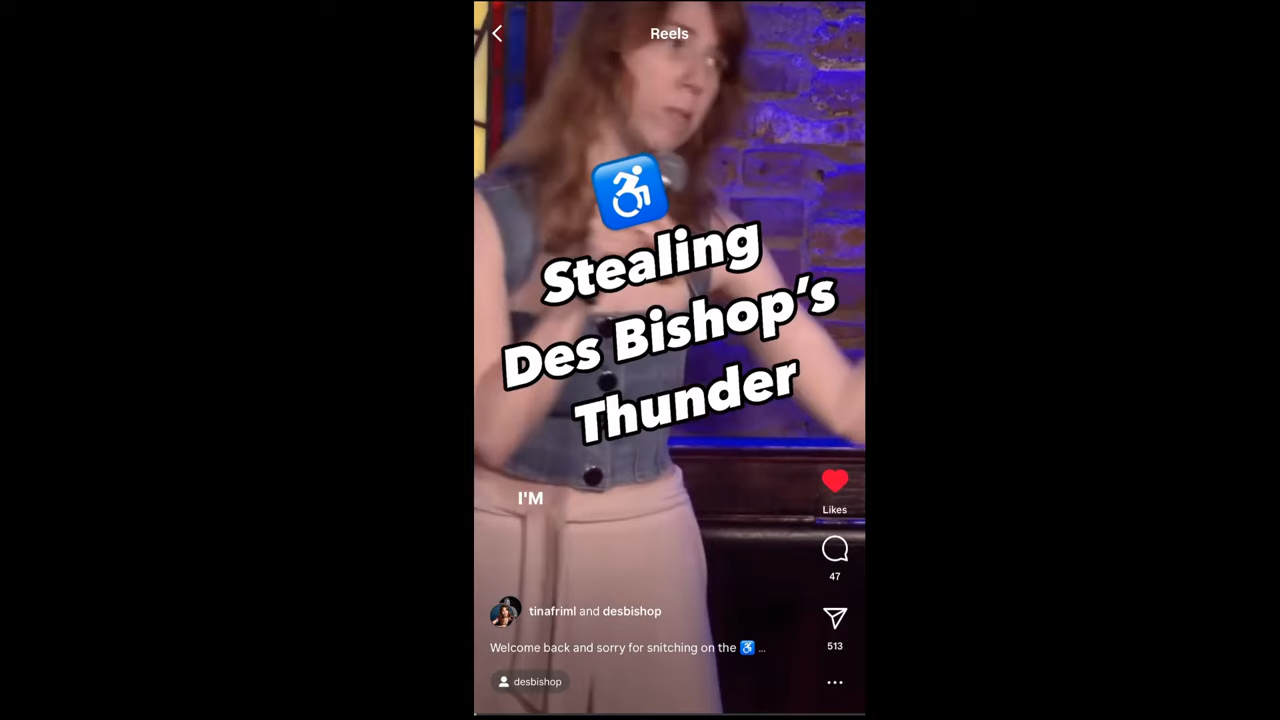 Reels
Stealing
Des Bishop’s
Thunder
I'M
Likes
47
513
tinafriml and desbishop
Welcome back and sorry for snitching on the ♿ ...
desbishop